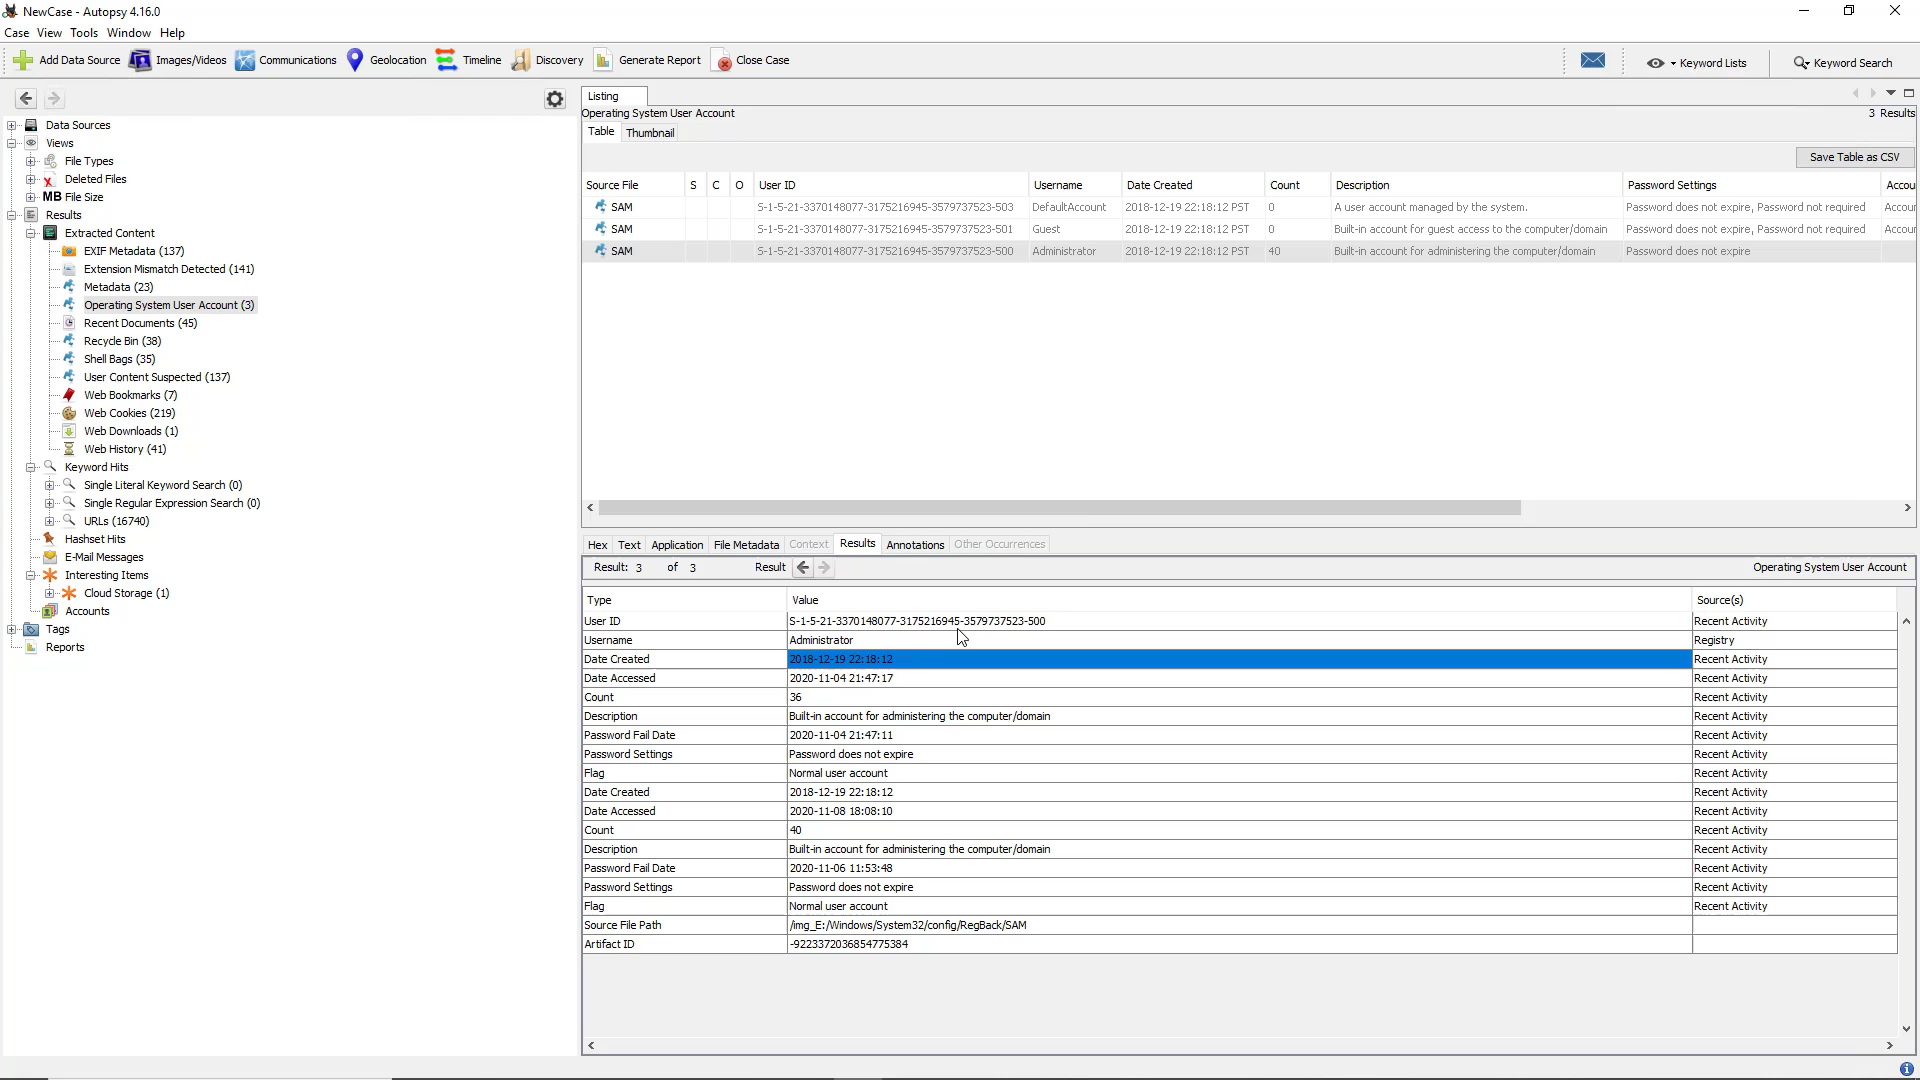 NewCase - Autopsy 4.16.0
Case View Tools Window Help
Add Data Source Images/Videos Communications Geolocation Timeline Discovery Generate Report Close Case Keyword Lists Keyword Search
Data Sources
Views
File Types
Deleted Files
MB File Size
Results
Extracted Content
EXIF Metadata (137)
Extension Mismatch Detected (141)
Metadata (23)
Operating System User Account (3)
Recent Documents (45)
Recycle Bin (38)
Shell Bags (35)
User Content Suspected (137)
Web Bookmarks (7)
Web Cookies (219)
Web Downloads (1)
Web History (41)
Keyword Hits
Single Literal Keyword Search (0)
Single Regular Expression Search (0)
URLs (16740)
Hashset Hits
E-Mail Messages
Interesting Items
Cloud Storage (1)
Accounts
Tags
Reports
Listing
Operating System User Account 3 Results
Table Thumbnail
Save Table as CSV
Source File S C O User ID Username Date Created Count Description Password Settings Accou
SAM S-1-5-21-3370148077-3175216945-3579737523-503 DefaultAccount 2018-12-19 22:18:12 PST 0 A user account managed by the system. Password does not expire, Password not required Accour
SAM S-1-5-21-3370148077-3175216945-3579737523-501 Guest 2018-12-19 22:18:12 PST 0 Built-in account for guest access to the computer/domain Password does not expire, Password not required Accour
SAM S-1-5-21-3370148077-3175216945-3579737523-500 Administrator 2018-12-19 22:18:12 PST 40 Built-in account for administering the computer/domain Password does not expire
Hex Text Application File Metadata Context Results Annotations Other Occurrences
Result: 3 of 3 Result Operating System User Account
Type Value Source(s)
User ID S-1-5-21-3370148077-3175216945-3579737523-500 Recent Activity
Username Administrator Registry
Date Created 2018-12-19 22:18:12 Recent Activity
Date Accessed 2020-11-04 21:47:17 Recent Activity
Count 36 Recent Activity
Description Built-in account for administering the computer/domain Recent Activity
Password Fail Date 2020-11-04 21:47:11 Recent Activity
Password Settings Password does not expire Recent Activity
Flag Normal user account Recent Activity
Date Created 2018-12-19 22:18:12 Recent Activity
Date Accessed 2020-11-08 18:08:10 Recent Activity
Count 40 Recent Activity
Description Built-in account for administering the computer/domain Recent Activity
Password Fail Date 2020-11-06 11:53:48 Recent Activity
Password Settings Password does not expire Recent Activity
Flag Normal user account Recent Activity
Source File Path /img_E:/Windows/System32/config/RegBack/SAM
Artifact ID -9223372036854775384